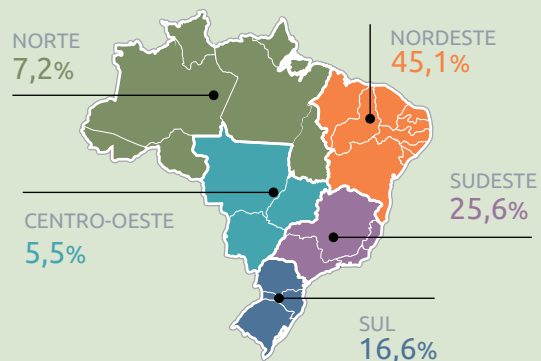 NORTE
7,2%
NORDESTE
45,1%
CENTRO-OESTE
5,5%
SUDESTE
25,6%
SUL
16,6%